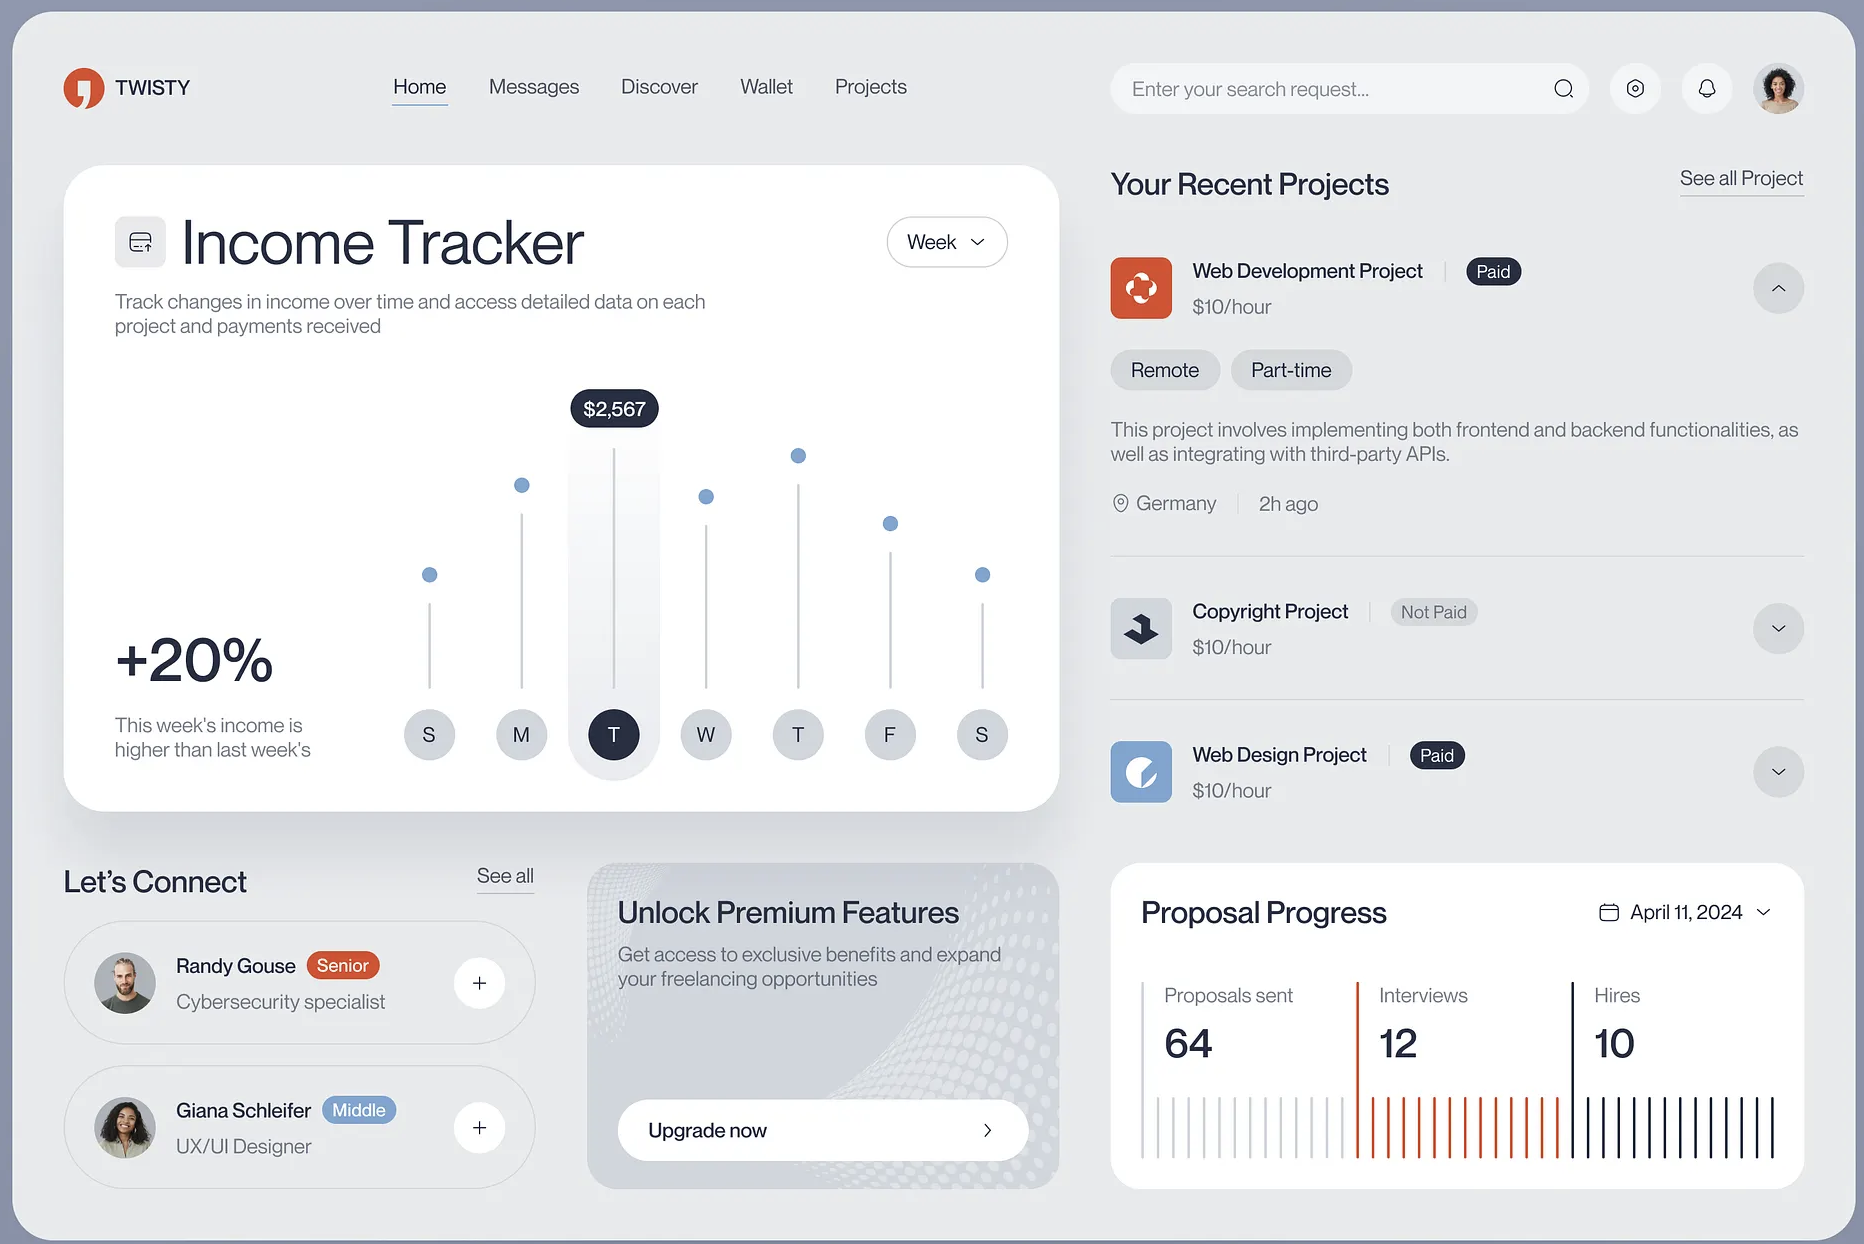 TWISTY
Home
Messages
Discover
Wallet
Projects
Enter your search request...
Income Tracker
Week
Track changes in income over time and access detailed data on each
project and payments received
$2,567
+20%
This week's income is
higher than last week's
S
M
T
W
T
F
S
Your Recent Projects
See all Project
Web Development Project
Paid
$10/hour
Remote
Part-time
This project involves implementing both frontend and backend functionalities, as
well as integrating with third-party APIs.
Germany
2h ago
Copyright Project
Not Paid
$10/hour
Web Design Project
Paid
$10/hour
Let's Connect
See all
Randy Gouse
Senior
Cybersecurity specialist
Giana Schleifer
Middle
UX/UI Designer
Unlock Premium Features
Get access to exclusive benefits and expand
your freelancing opportunities
Upgrade now
Proposal Progress
April 11, 2024
Proposals sent
64
Interviews
12
Hires
10